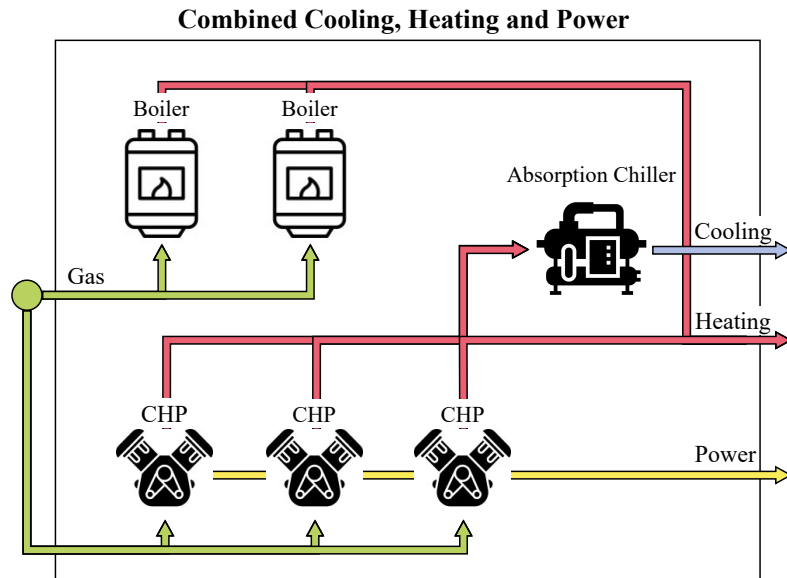 Combined Cooling, Heating and Power
Boiler
Boiler
Absorption Chiller
Cooling
Gas
Heating
CHP
CHP
CHP
Power